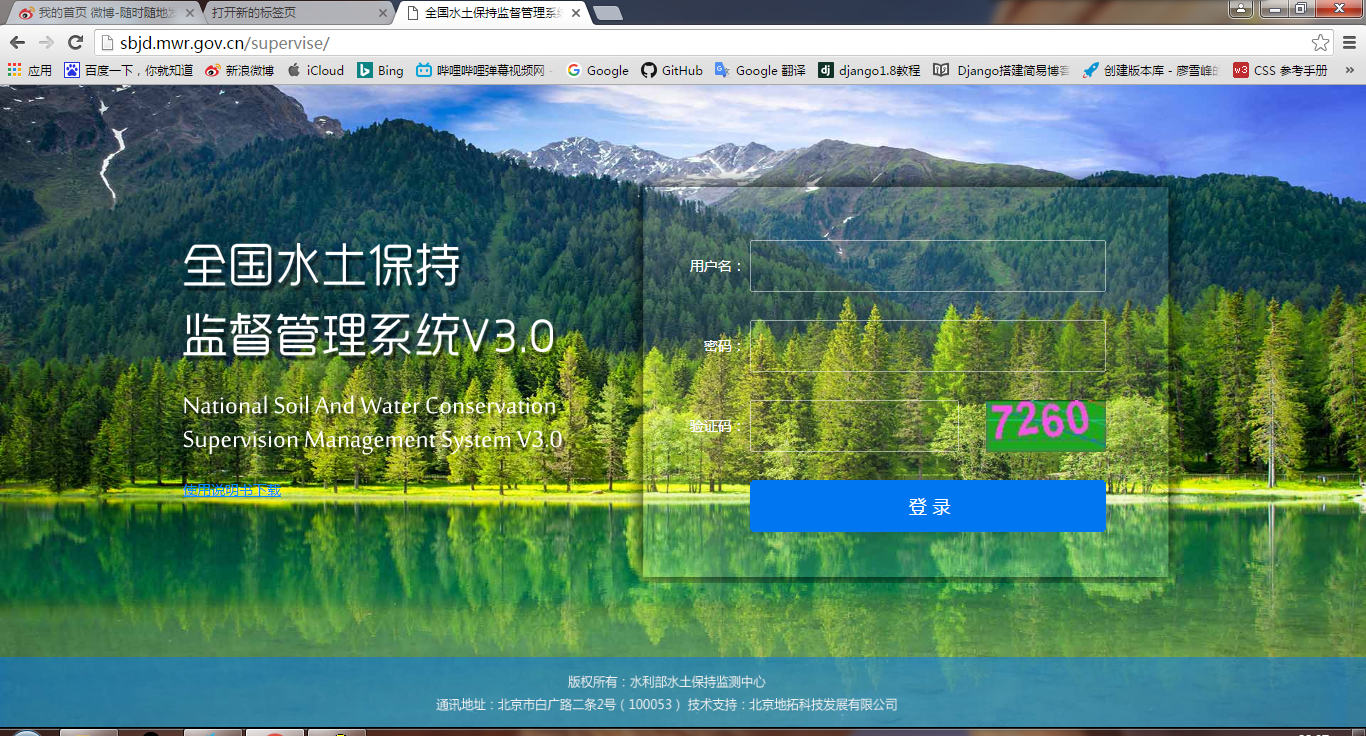 我的首页 微博-随时随地
打开新的标签页
全国水土保持监督管理系
sbjd.mwr.gov.cn/supervise/
应用
百度一下，你就知道
新浪微博
iCloud
Bing
哔哩哔哩弹幕视频网
Google
GitHub
Google 翻译
django1.8教程
Django搭建简易博客
创建版本库 - 廖雪峰的
CSS 参考手册
全国水土保持
监督管理系统V3.0
National Soil And Water Conservation
Supervision Management System V3.0
使用说明书下载
用户名：
密码：
验证码：
7260
登 录
版权所有：水利部水土保持监测中心
通讯地址：北京市白广路二条2号（100053） 技术支持：北京地拓科技发展有限公司